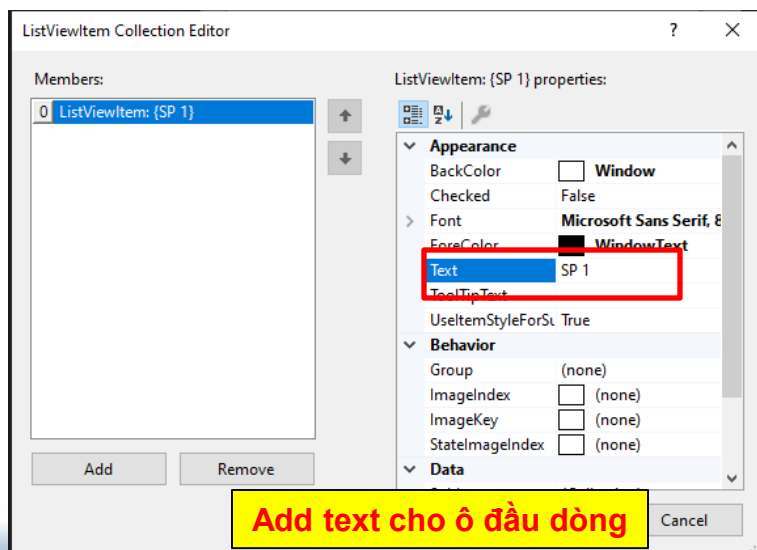 ListViewItem Collection Editor ? ×
Members:
0 ListViewItem: {SP 1}
Add Remove
ListViewItem: {SP 1} properties:
Appearance
BackColor Window
Checked False
Font Microsoft Sans Serif, 8
ForeColor WindowText
Text SP 1
ToolTipText
UseItemStyleForSu True
Behavior
Group (none)
ImageIndex (none)
ImageKey (none)
StateImageIndex (none)
Data
Add text cho ô đầu dòng
Cancel